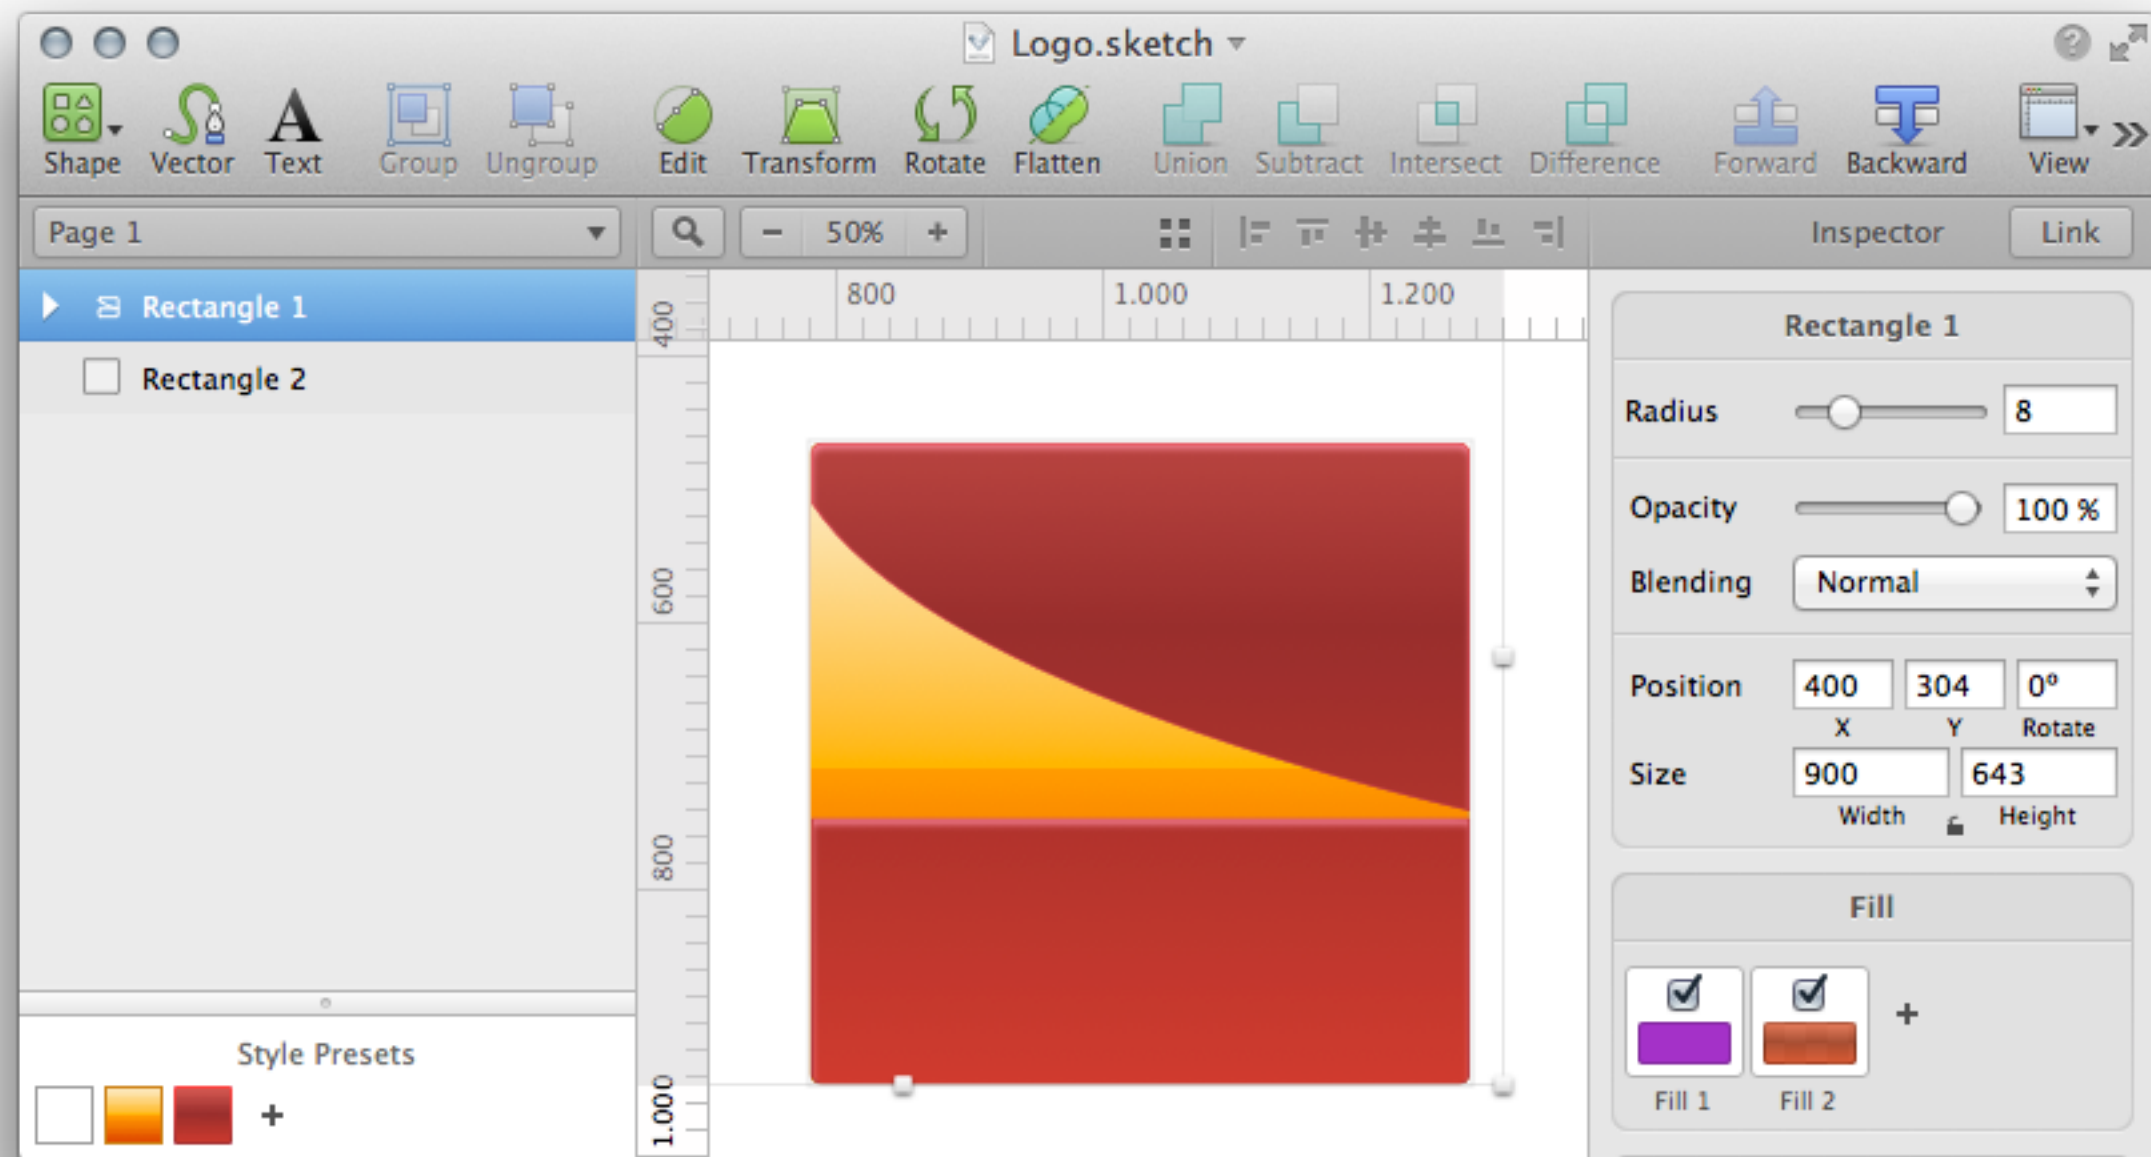 Logo.sketch
Shape Vector Text Group Ungroup Edit Transform Rotate Flatten Union Subtract Intersect Difference Forward Backward View
Page 1 50% Inspector Link
Rectangle 1
Rectangle 2
Style Presets
800 1.000 1.200
400
600
800
1.000
Rectangle 1
Radius 8
Opacity 100 %
Blending Normal
Position 400 304 0º
X Y Rotate
Size 900 643
Width Height
Fill
Fill 1 Fill 2